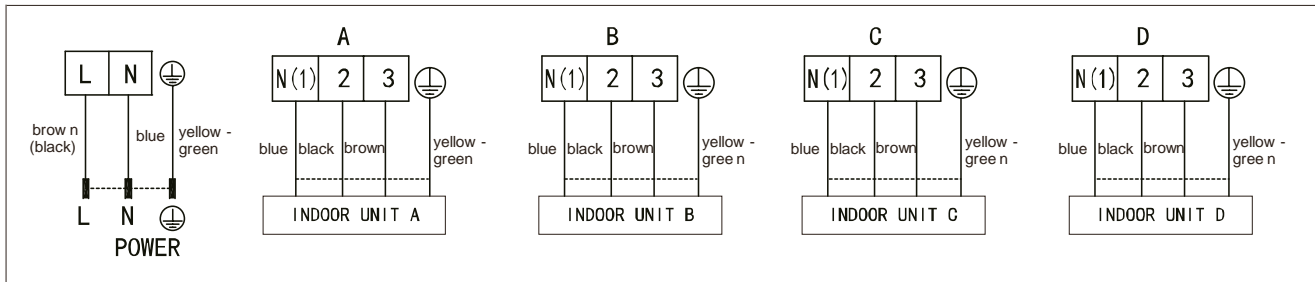 A B C D
L N N(1) 2 3 N(1) 2 3 N(1) 2 3 N(1) 2 3
brow n blue yellow - blue black brown yellow - blue black brown yellow - blue black brown yellow - blue black brown yellow -
(black) green green gree n gree n gree n
L N INDOOR UNIT A INDOOR UNIT B INDOOR UNIT C INDOOR UNIT D
POWER